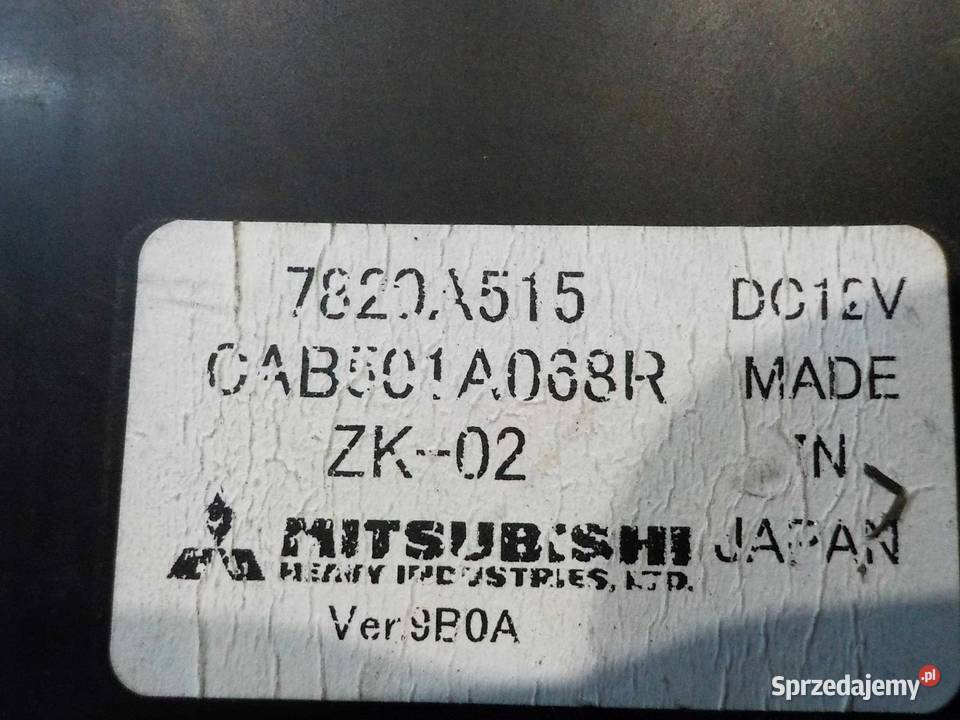 7820A515 DC12V
CAB501A068R MADE
ZK-02 IN
MITSUBISHI JAPAN
HEAVY INDUSTRIES, LTD.
Ver.9B0A
Sprzedajemy.pl